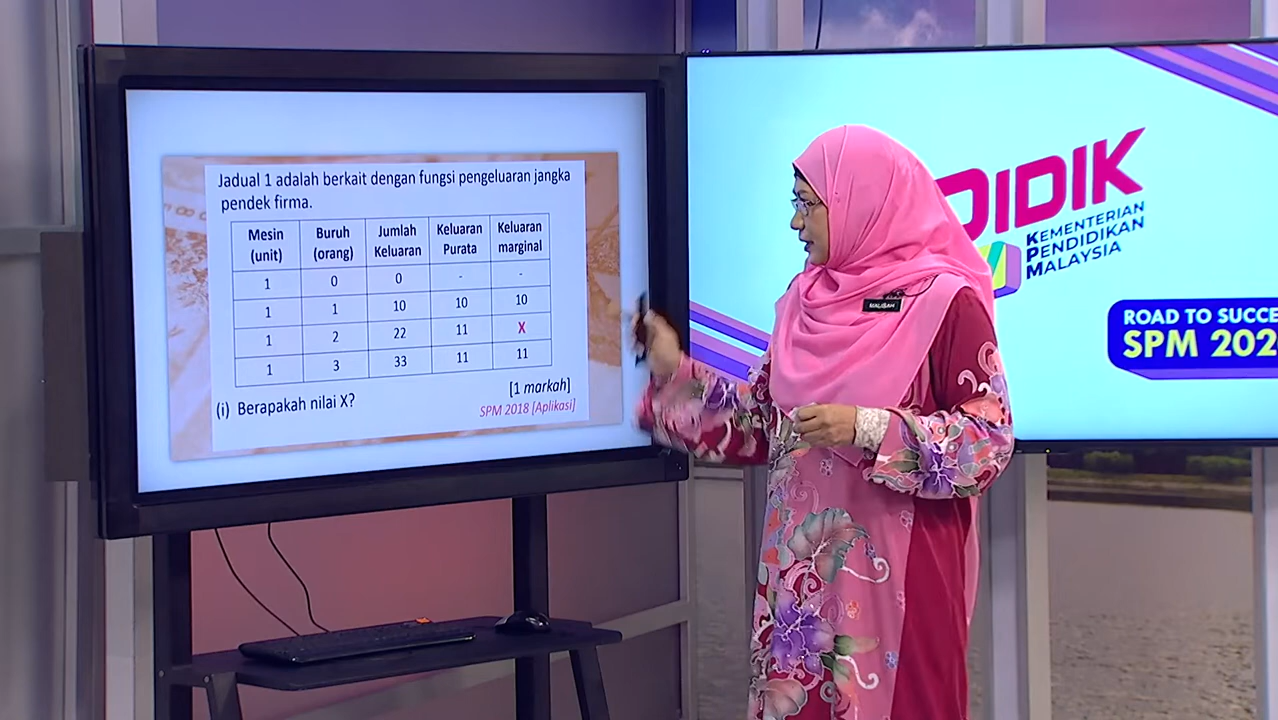 Jadual 1 adalah berkait dengan fungsi pengeluaran jangka
pendek firma.
Mesin (unit) Buruh (orang) Jumlah Keluaran Keluaran Purata Keluaran marginal
1 0 0 - -
1 1 10 10 10
1 2 22 11 X
1 3 33 11 11
[1 markah]
(i) Berapakah nilai X?
SPM 2018 [Aplikasi]
DIDIK
KEMENTERIAN
PENDIDIKAN
MALAYSIA
ROAD TO
SPM